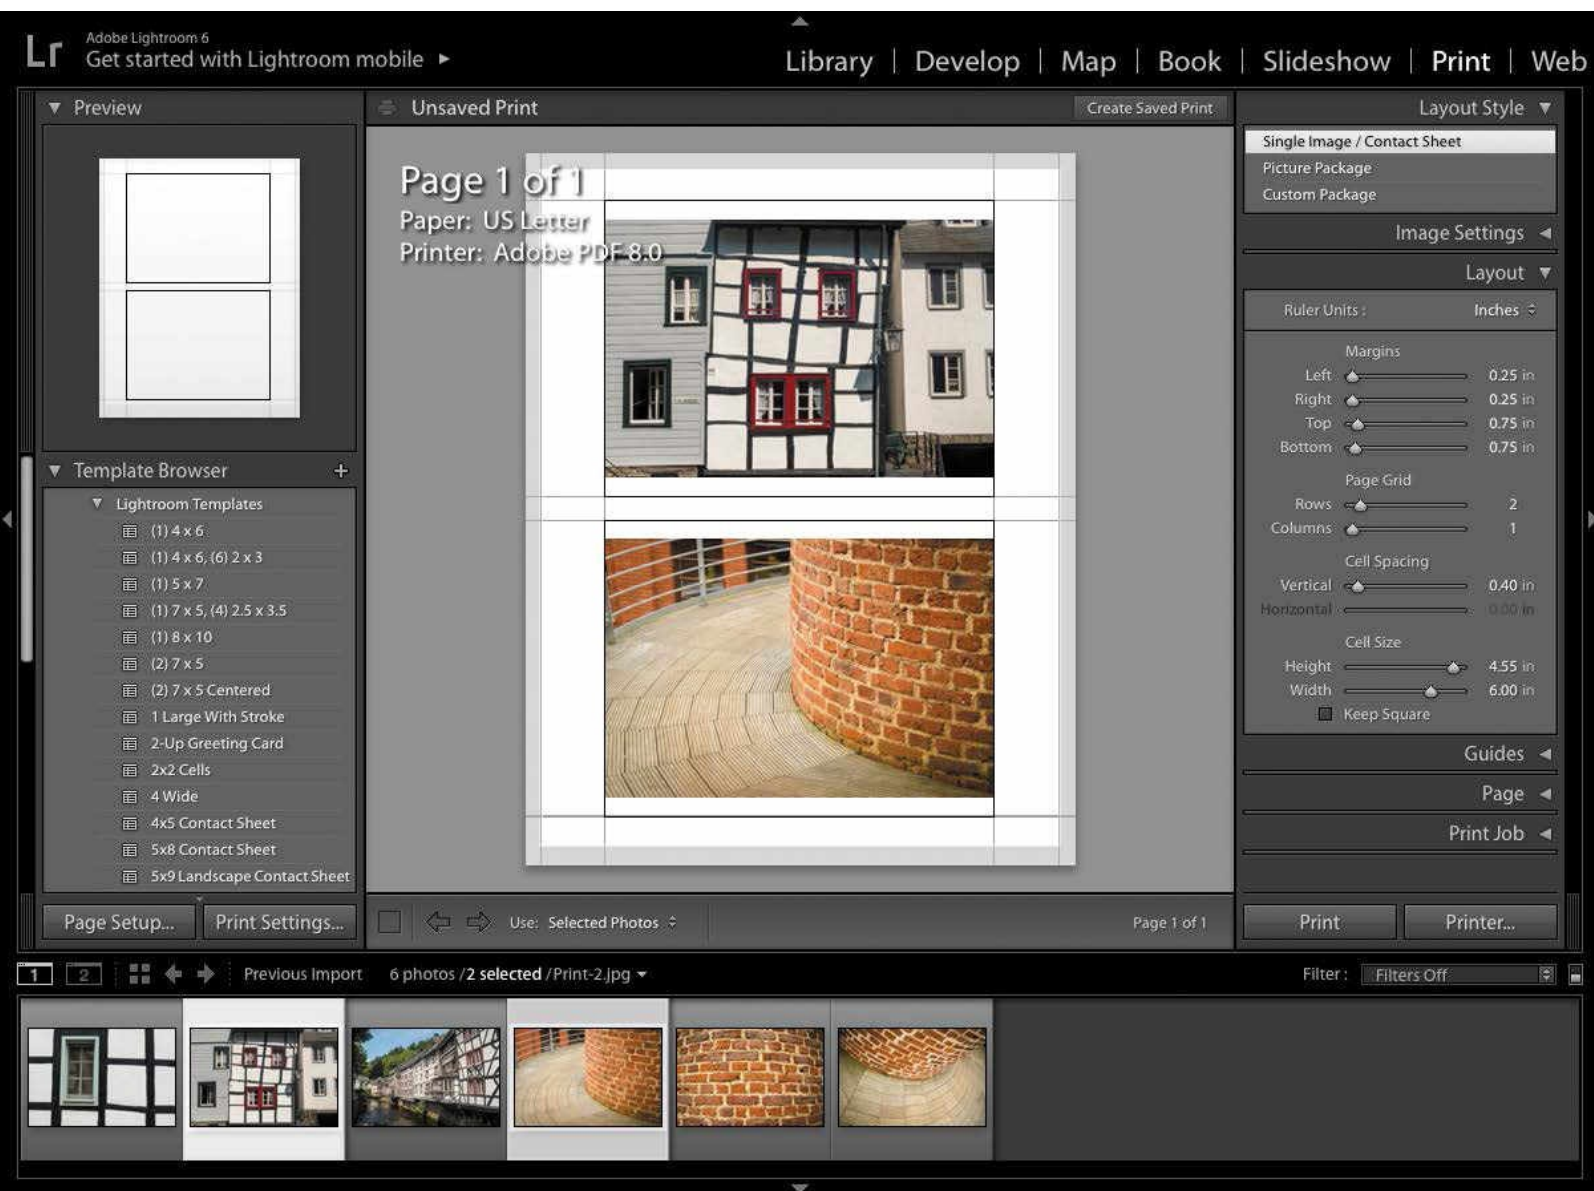 Lr
Adobe Lightroom 6
Get started with Lightroom mobile
Library | Develop | Map | Book | Slideshow | Print | Web
Preview
Template Browser +
Lightroom Templates
(1) 4 x 6
(1) 4 x 6, (6) 2 x 3
(1) 5 x 7
(1) 7 x 5, (4) 2.5 x 3.5
(1) 8 x 10
(2) 7 x 5
(2) 7 x 5 Centered
1 Large With Stroke
2-Up Greeting Card
2x2 Cells
4 Wide
4x5 Contact Sheet
5x8 Contact Sheet
5x9 Landscape Contact Sheet
Page Setup... Print Settings...
Unsaved Print Create Saved Print
Page 1 of 1
Paper: US Letter
Printer: Adobe PDF 8.0
Use: Selected Photos Page 1 of 1
Layout Style
Single Image / Contact Sheet
Picture Package
Custom Package
Image Settings
Layout
Ruler Units: Inches
Margins
Left 0.25 in
Right 0.25 in
Top 0.75 in
Bottom 0.75 in
Page Grid
Rows 2
Columns 1
Cell Spacing
Vertical 0.40 in
Horizontal 0.00 in
Cell Size
Height 4.55 in
Width 6.00 in
Keep Square
Guides
Page
Print Job
Print Printer...
1 2 Previous Import 6 photos / 2 selected / Print-2.jpg Filter: Filters Off